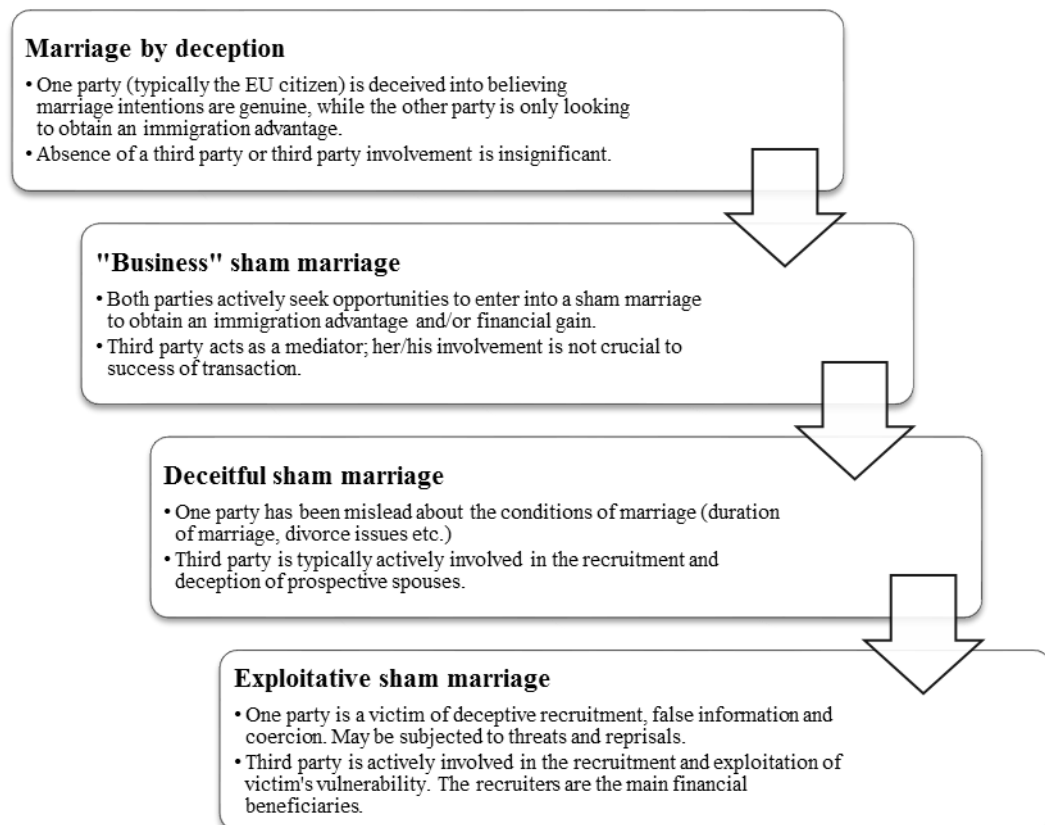 Marriage by deception
• One party (typically the EU citizen) is deceived into believing
marriage intentions are genuine, while the other party is only looking
to obtain an immigration advantage.
• Absence of a third party or third party involvement is insignificant.
"Business" sham marriage
• Both parties actively seek opportunities to enter into a sham marriage
to obtain an immigration advantage and/or financial gain.
• Third party acts as a mediator; her/his involvement is not crucial to
success of transaction.
Deceitful sham marriage
• One party has been mislead about the conditions of marriage (duration
of marriage, divorce issues etc.)
• Third party is typically actively involved in the recruitment and
deception of prospective spouses.
Exploitative sham marriage
• One party is a victim of deceptive recruitment, false information and
coercion. May be subjected to threats and reprisals.
• Third party is actively involved in the recruitment and exploitation of
victim's vulnerability. The recruiters are the main financial
beneficiaries.